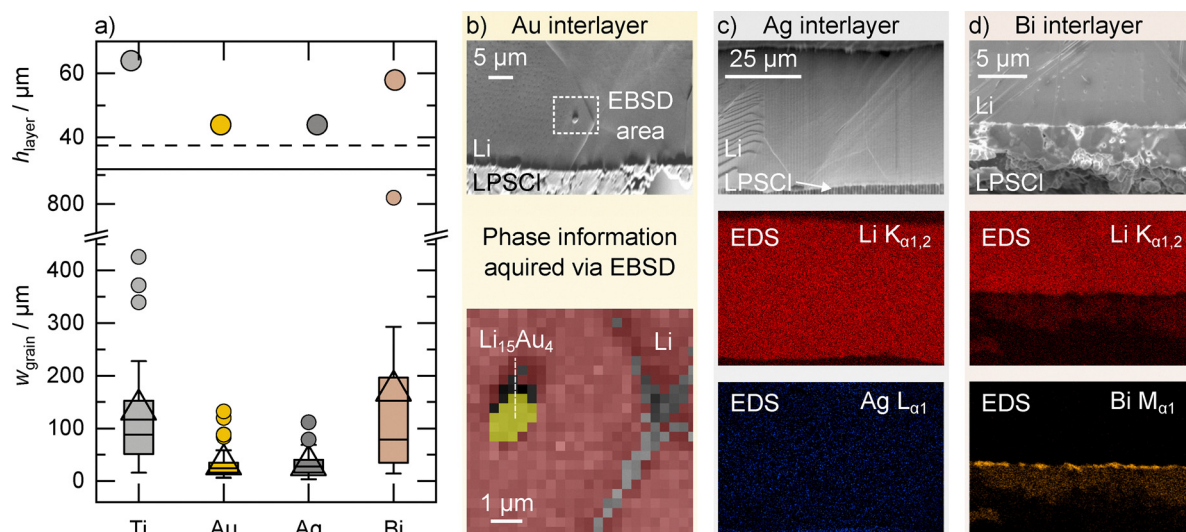 a)
h_layer / µm
60
40
w_grain / µm
800
400
300
200
100
0
Ti
Au
Ag
Bi
b) Au interlayer
5 µm
EBSD
area
Li
LPSCl
Phase information
aquired via EBSD
Li₁₅Au₄
Li
1 µm
c) Ag interlayer
25 µm
Li
LPSCl
EDS
Li Kα1,2
EDS
Ag Lα1
d) Bi interlayer
5 µm
Li
LPSCl
EDS
Li Kα1,2
EDS
Bi Mα1